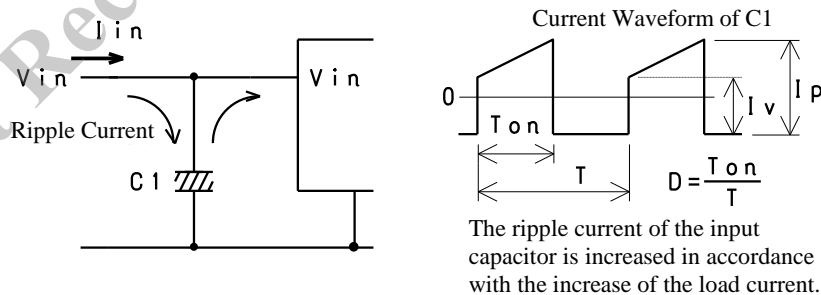 Iin
Vin
Vin
Ripple Current
C1
Current Waveform of C1
0
Ip
Iv
Ton
T
D=Ton/T
The ripple current of the input
capacitor is increased in accordance
with the increase of the load current.